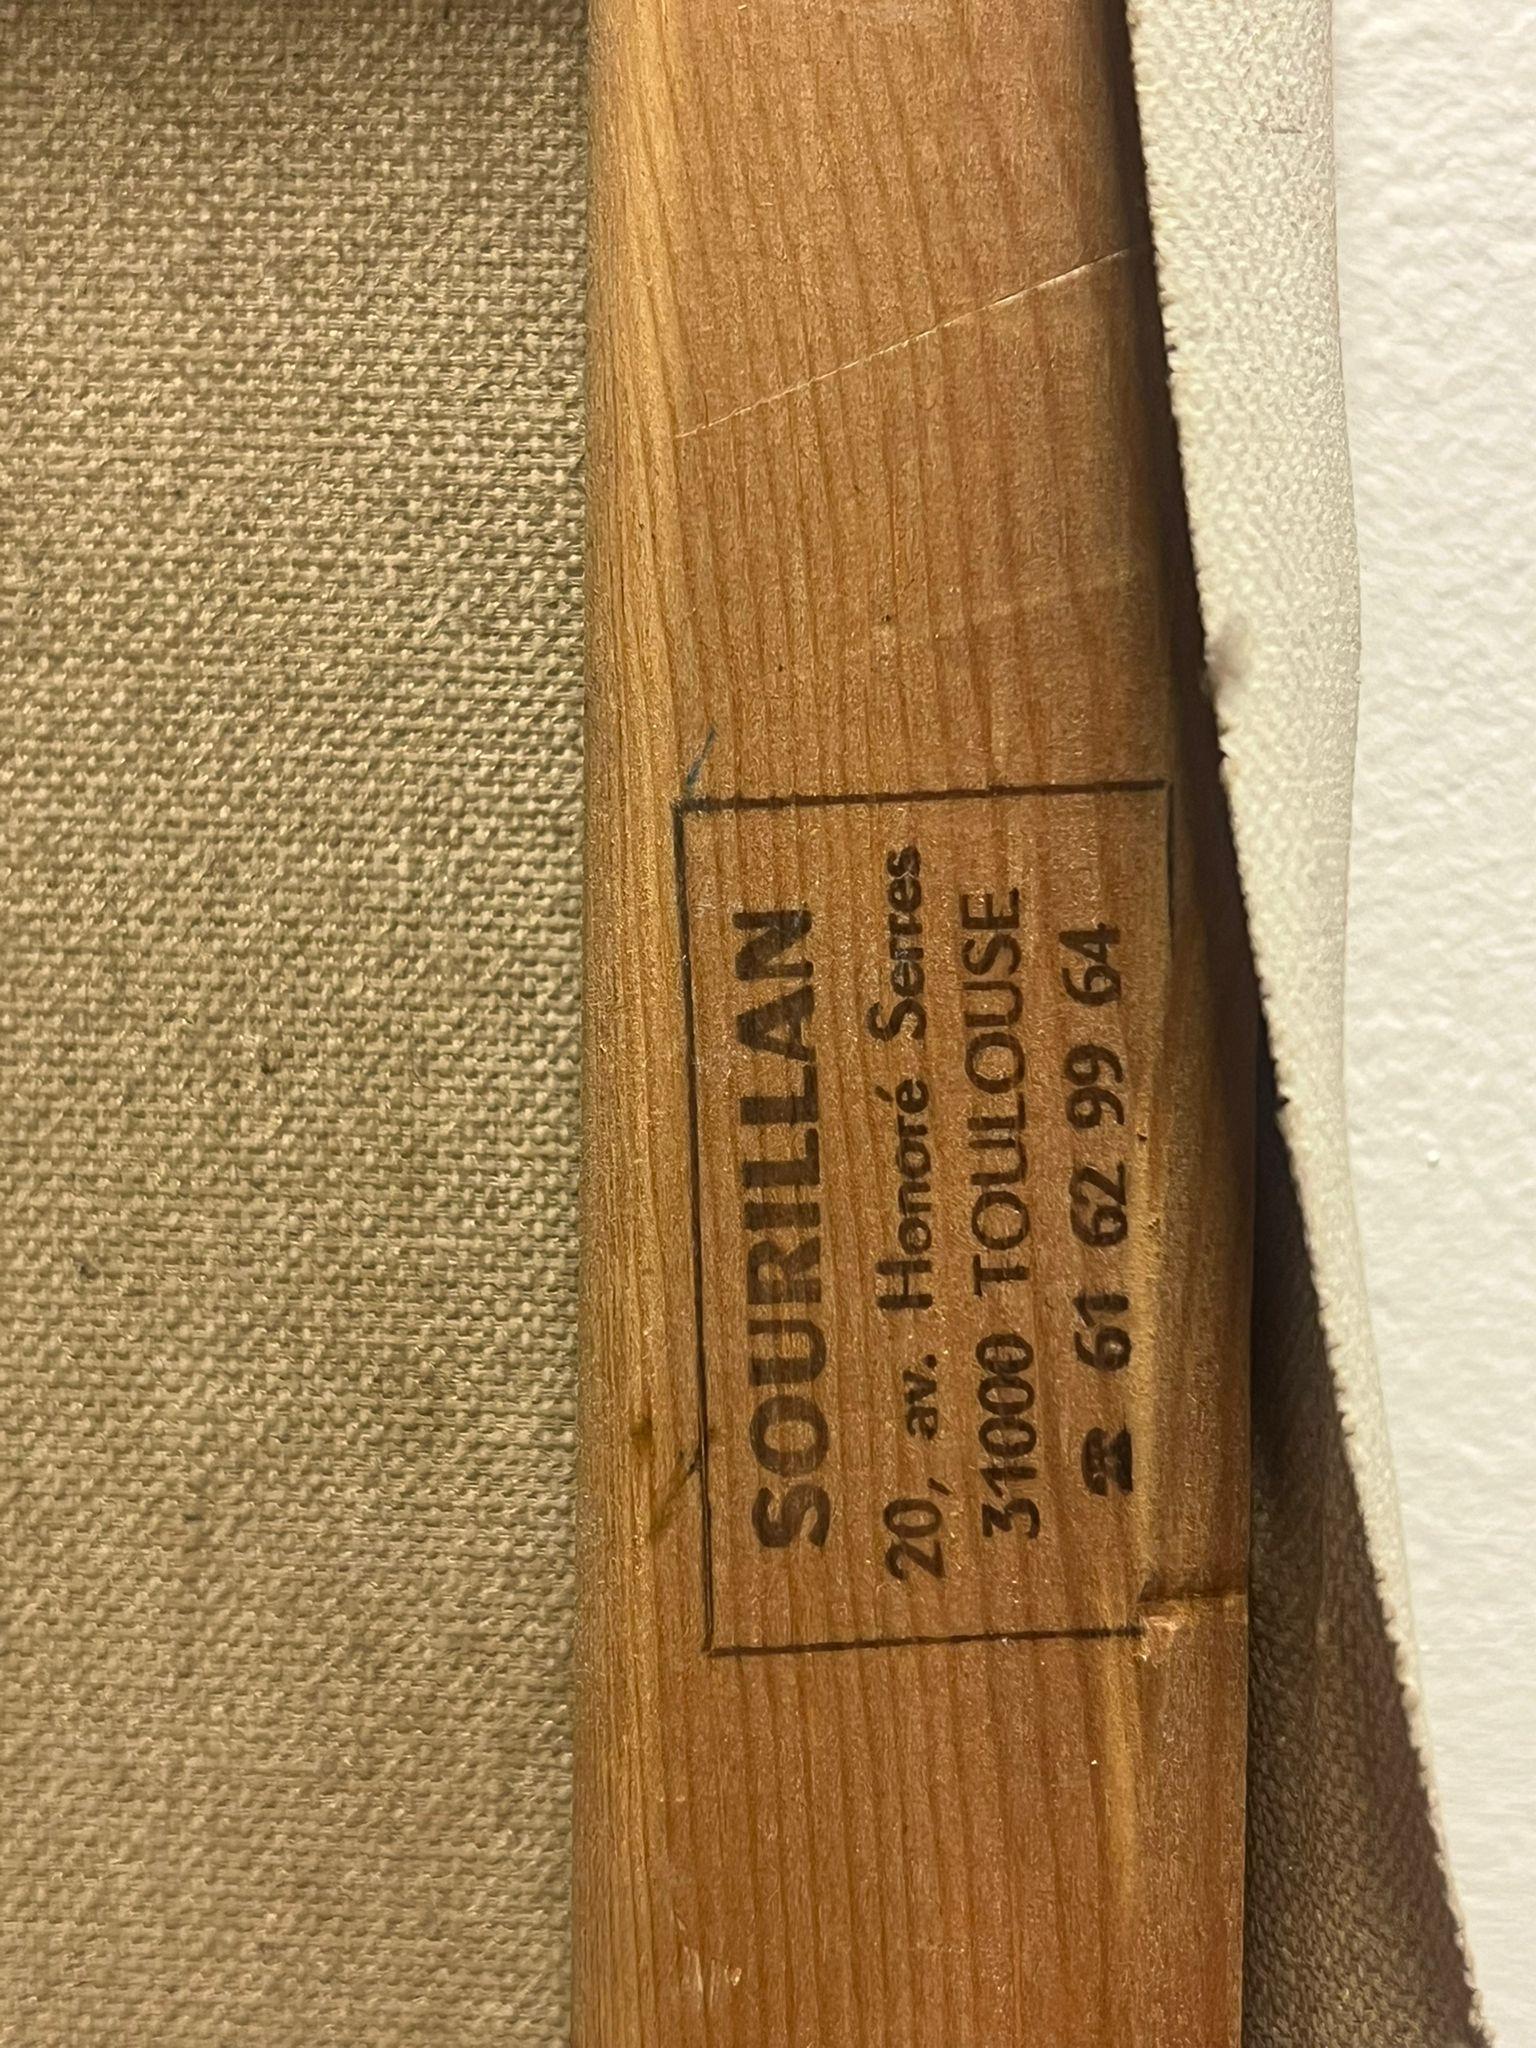 SOURILLAN
20, av. Honoré Serres
31000 TOULOUSE
☎ 61 62 99 64